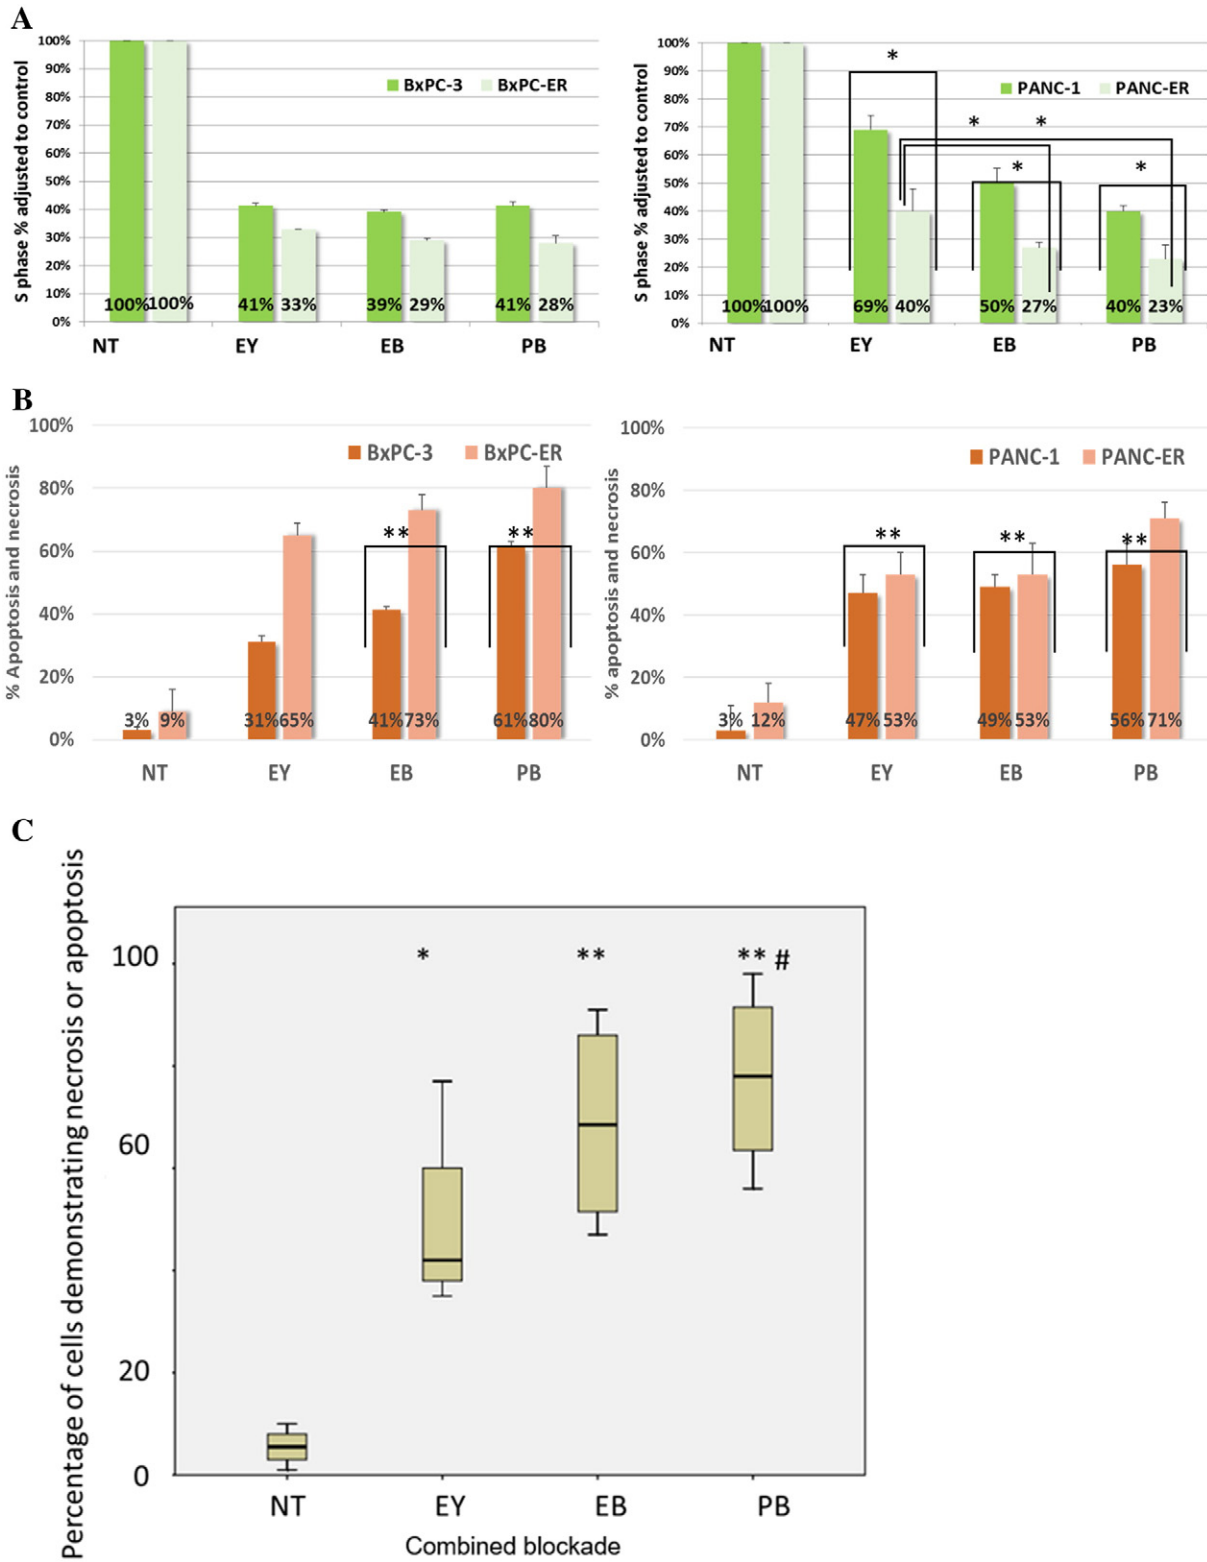 A
S phase % adjusted to control
100%
90%
80%
70%
60%
50%
40%
30%
20%
10%
0%
BxPC-3 BxPC-ER
100% 100% 41% 33% 39% 29% 41% 28%
NT EY EB PB
S phase % adjusted to control
100%
90%
80%
70%
60%
50%
40%
30%
20%
10%
0%
PANC-1 PANC-ER
*
* *
* *
100% 100% 69% 40% 50% 27% 40% 23%
NT EY EB PB
B
% Apoptosis and necrosis
100%
80%
60%
40%
20%
0%
BxPC-3 BxPC-ER
** **
3% 9% 31% 65% 41% 73% 61% 80%
NT EY EB PB
% apoptosis and necrosis
100%
80%
60%
40%
20%
0%
PANC-1 PANC-ER
** ** **
3% 12% 47% 53% 49% 53% 56% 71%
NT EY EB PB
C
Percentage of cells demonstrating necrosis or apoptosis
100
60
20
0
* ** ** #
NT EY EB PB
Combined blockade